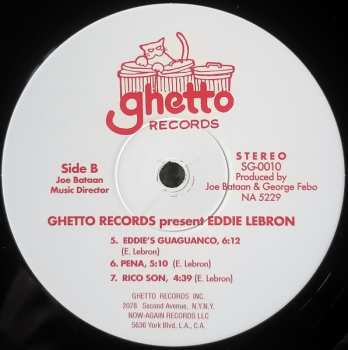 ghetto
RECORDS
Side B
Joe Bataan
Music Director
STEREO
SG-0010
Produced by
Joe Bataan & George Febo
NA 5229
GHETTO RECORDS present EDDIE LEBRON
5. EDDIE'S GUAGUANCO, 6:12
(E. Lebron)
6. PENA, 5:10 (E. Lebron)
7. RICO SON, 4:39 (E. Lebron)
GHETTO RECORDS INC.
2078 Second Avenue, N.Y.N.Y.
NOW-AGAIN RECORDS LLC
5636 York Blvd, L.A., C.A.